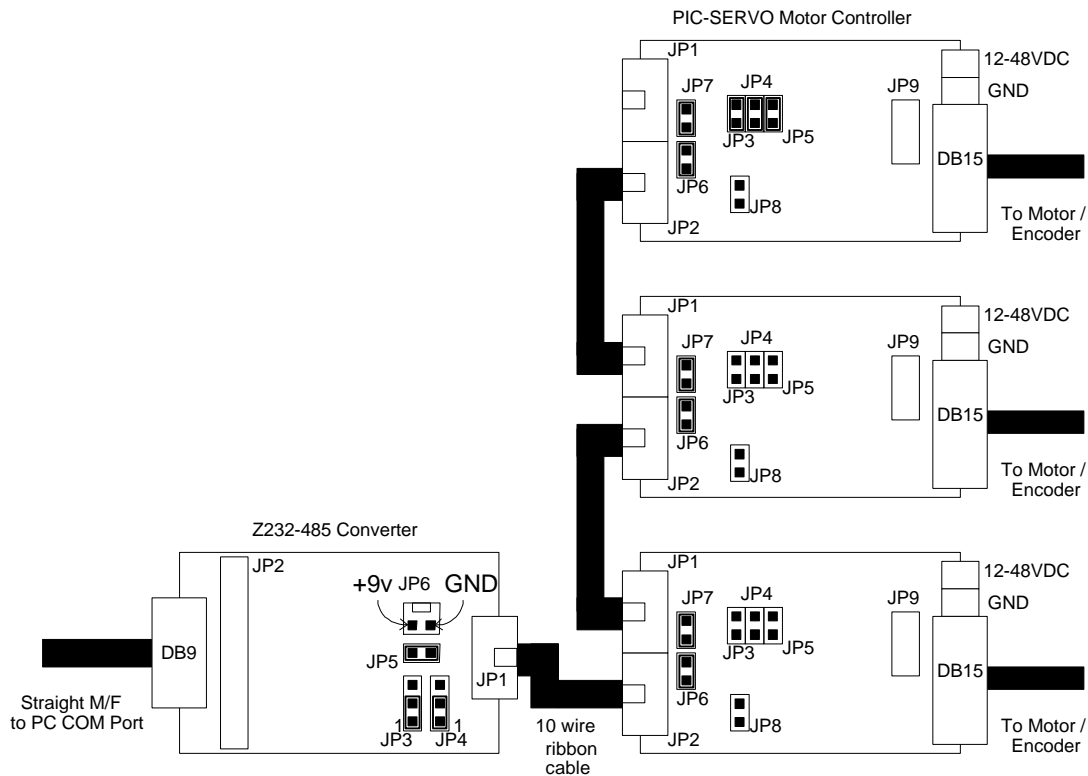 PIC-SERVO Motor Controller
JP1
12-48VDC
JP7
JP4
JP9
GND
JP3
JP5
DB15
JP6
JP8
JP2
To Motor /
Encoder
JP1
12-48VDC
JP7
JP4
JP9
GND
JP3
JP5
DB15
JP6
JP8
JP2
To Motor /
Encoder
Z232-485 Converter
JP2
+9v
JP6
GND
DB9
JP5
JP1
Straight M/F
to PC COM Port
1
1
JP3
JP4
10 wire
ribbon
cable
JP1
12-48VDC
JP7
JP4
JP9
GND
JP3
JP5
DB15
JP6
JP8
JP2
To Motor /
Encoder